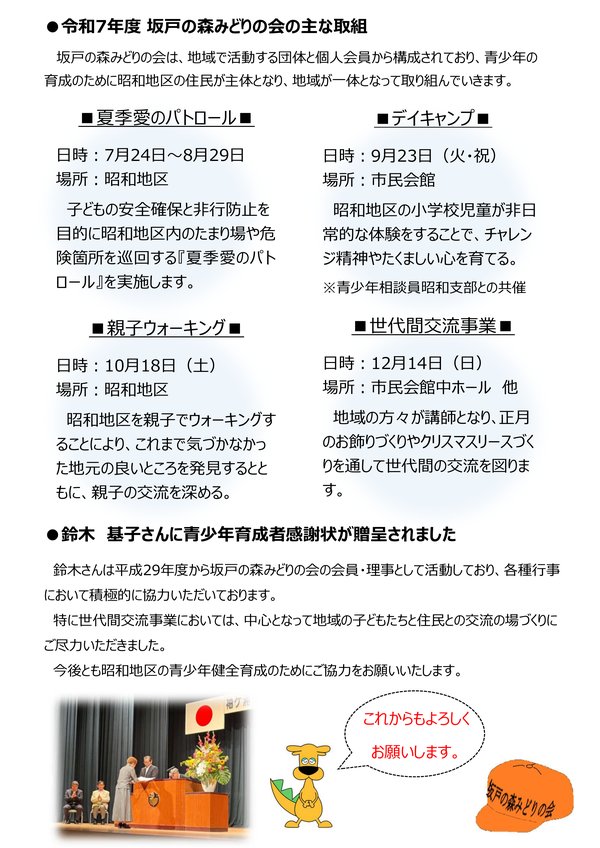 ●令和7年度 坂戸の森みどりの会の主な取組
坂戸の森みどりの会は、地域で活動する団体と個人会員から構成されており、青少年の
育成のために昭和地区の住民が主体となり、地域が一体となって取り組んでいきます。
■夏季愛のパトロール■
日時：7月24日～8月29日
場所：昭和地区
子どもの安全確保と非行防止を
目的に昭和地区内のたまり場や危
険箇所を巡回する『夏季愛のパト
ロール』を実施します。
■デイキャンプ■
日時：9月23日（火・祝）
場所：市民会館
昭和地区の小学校児童が非日
常的な体験をすることで、チャレン
ジ精神やたくましい心を育てる。
※青少年相談員昭和支部との共催
■親子ウォーキング■
日時：10月18日（土）
場所：昭和地区
昭和地区を親子でウォーキングす
ることにより、これまで気づかなかっ
た地元の良いところを発見するとと
もに、親子の交流を深める。
■世代間交流事業■
日時：12月14日（日）
場所：市民会館中ホール 他
地域の方々が講師となり、正月
のお飾りづくりやクリスマスリースづく
りを通して世代間の交流を図りま
す。
●鈴木 基子さんに青少年育成者感謝状が贈呈されました
鈴木さんは平成29年度から坂戸の森みどりの会の会員・理事として活動しており、各種行事
において積極的に協力いただいております。
特に世代間交流事業においては、中心となって地域の子どもたちと住民との交流の場づくりに
ご尽力いただきました。
今後とも昭和地区の青少年健全育成のためにご協力をお願いいたします。
袖ケ浦
これからもよろしく
お願いします。
坂戸の森みどりの会